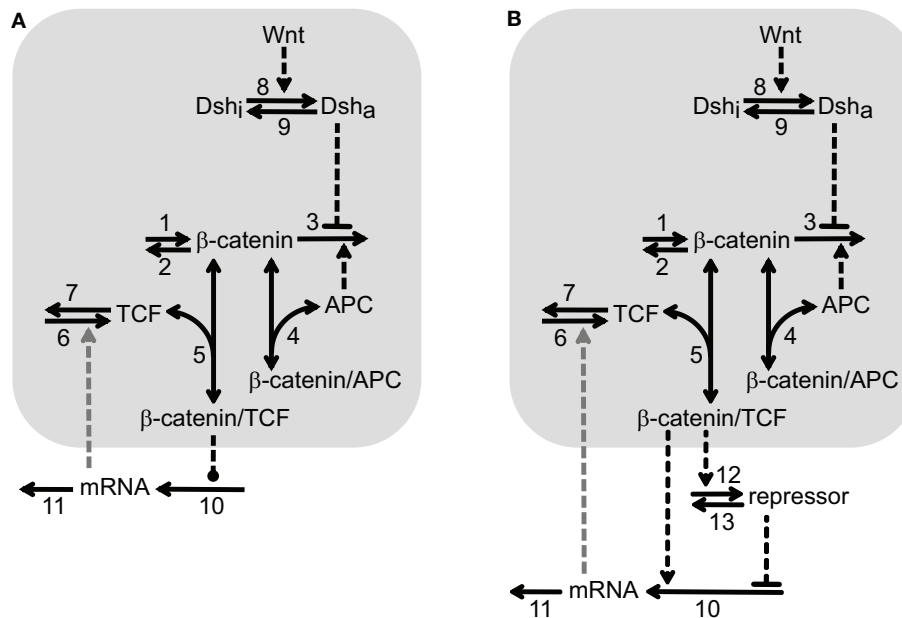 A
Wnt
8
Dshi
Dsha
9
1
3
β-catenin
2
7
TCF
APC
6
5
4
β-catenin/APC
β-catenin/TCF
mRNA
11
10
B
Wnt
8
Dshi
Dsha
9
1
3
β-catenin
2
7
TCF
APC
6
5
4
β-catenin/APC
β-catenin/TCF
12
repressor
13
mRNA
11
10